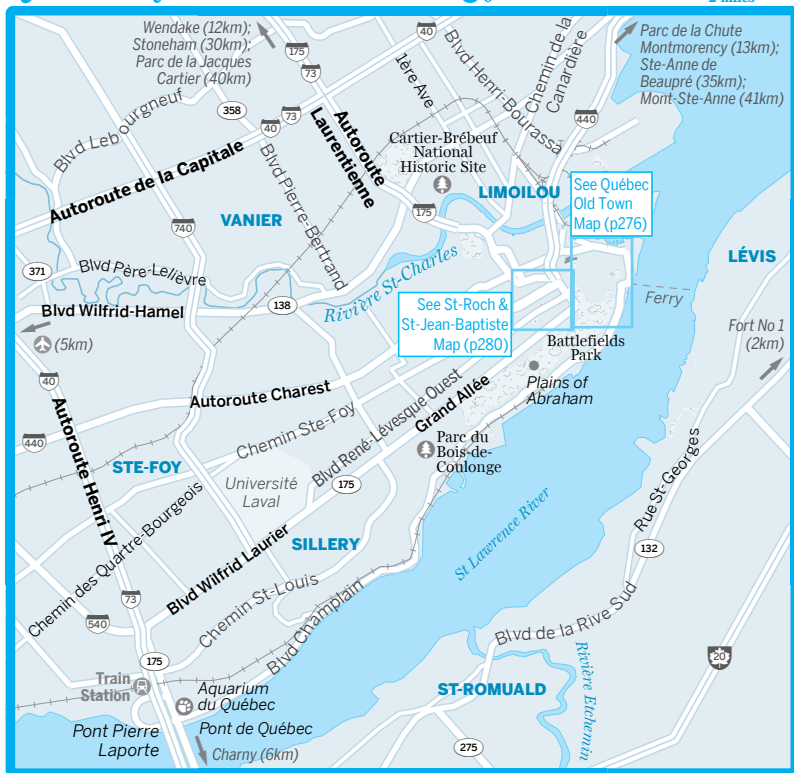 Wendake (12km);
Stoneham (30km);
Parc de la Jacques
Cartier (40km)
175
73
40
1ère Ave
Blvd Henri-Bourassa
Chemin de la
Canardière
440
Parc de la Chute
Montmorency (13km);
Ste-Anne de
Beaupré (35km);
Mont-Ste-Anne (41km)
Blvd Lebourgneuf
358
40
73
Autoroute
Laurentienne
Autoroute de la Capitale
Cartier-Brébeuf
National
Historic Site
LIMOILOU
See Québec
Old Town
Map (p276)
175
VANIER
740
Blvd Pierre-Bertrand
LÉVIS
371
Blvd Père-Lelièvre
Rivière St-Charles
Blvd Wilfrid-Hamel
138
See St-Roch &
St-Jean-Baptiste
Map (p280)
Ferry
Fort No 1
(2km)
(5km)
Battlefields
Park
Plains of
Abraham
40
Autoroute Charest
Chemin Ste-Foy
Blvd René-Lévesque Ouest
Grand Allée
440
Autoroute Henri IV
STE-FOY
Université
Laval
175
Parc du
Bois-de-
Coulonge
Rue St-Georges
Chemin des Quartre-Bourgeois
SILLERY
St Lawrence River
132
Blvd Wilfrid Laurier
73
540
Chemin St-Louis
Blvd Champlain
Blvd de la Rive Sud
20
175
Train
Station
Aquarium
du Québec
ST-ROMUALD
Rivière Etchemin
Pont Pierre
Laporte
Pont de Québec
Charny (6km)
275